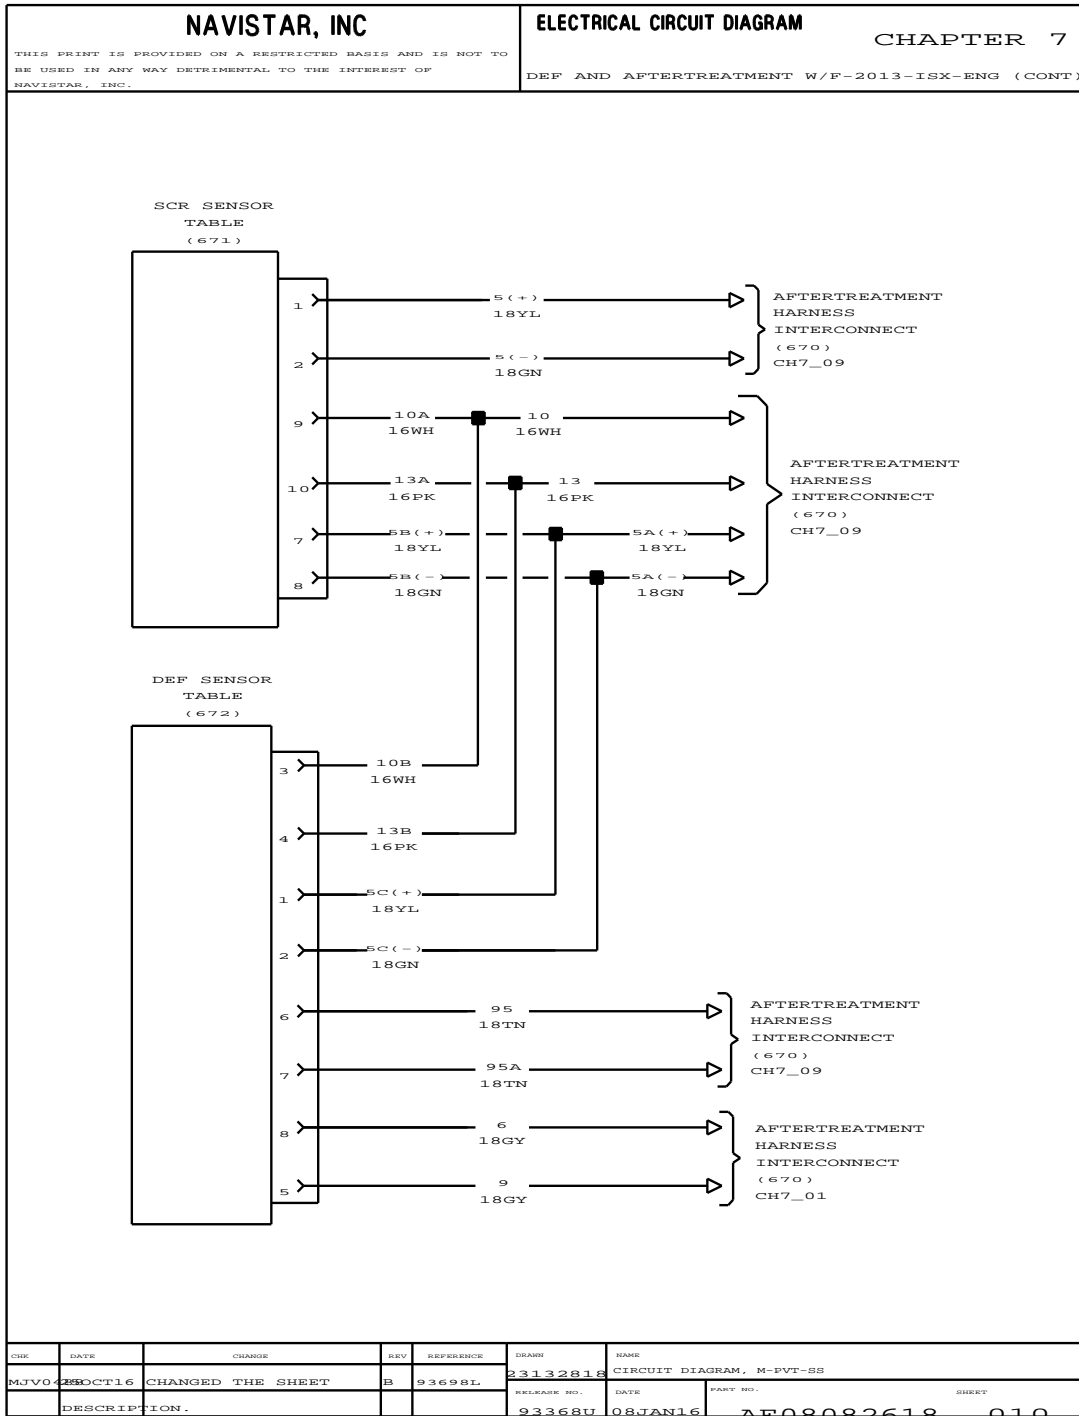 NAVISTAR, INC
THIS PRINT IS PROVIDED ON A RESTRICTED BASIS AND IS NOT TO
BE USED IN ANY WAY DETRIMENTAL TO THE INTEREST OF
NAVISTAR, INC.
ELECTRICAL CIRCUIT DIAGRAM
CHAPTER 7
DEF AND AFTERTREATMENT W/F-2013-ISX-ENG (CONT)
SCR SENSOR
TABLE
(671)
1
5(+)
18YL
2
5(-)
18GN
AFTERTREATMENT
HARNESS
INTERCONNECT
(670)
CH7_09
9
10A
16WH
10
16WH
10
13A
16PK
13
16PK
7
5B(+)
18YL
5A(+)
18YL
8
5B(-)
18GN
5A(-)
18GN
AFTERTREATMENT
HARNESS
INTERCONNECT
(670)
CH7_09
DEF SENSOR
TABLE
(672)
3
10B
16WH
4
13B
16PK
1
5C(+)
18YL
2
5C(-)
18GN
6
95
18TN
7
95A
18TN
AFTERTREATMENT
HARNESS
INTERCONNECT
(670)
CH7_09
8
6
18GY
5
9
18GY
AFTERTREATMENT
HARNESS
INTERCONNECT
(670)
CH7_01
CHK DATE CHANGE REV REFERENCE
CHANGED THE SHEET B 93698L
DESCRIPTION.
DRAWN
23132818
NAME
CIRCUIT DIAGRAM, M-PVT-SS
RELEASE NO.
93368U
DATE
08JAN16
PART NO.
AF08082618
SHEET
010